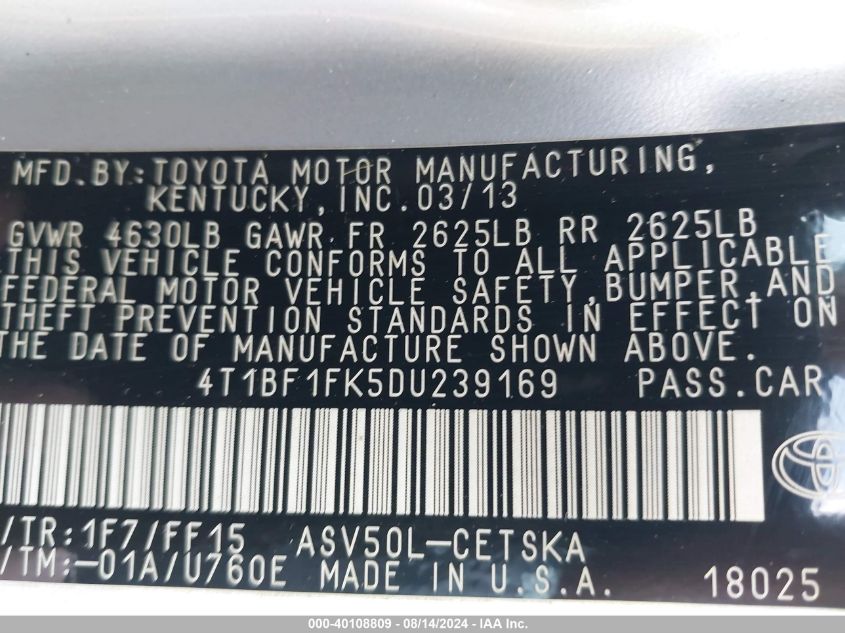 MFD.BY:TOYOTA MOTOR MANUFACTURING,
KENTUCKY,INC.03/13
GVWR 4630LB GAWR FR 2625LB RR 2625LB
THIS VEHICLE CONFORMS TO ALL APPLICABLE
FEDERAL MOTOR VEHICLE SAFETY,BUMPER,AND
THEFT PREVENTION STANDARDS IN EFFECT ON
THE DATE OF MANUFACTURE SHOWN ABOVE.
4T1BF1FK5DU239169 PASS.CAR
/TR:1F7/FF15 ASV50L-CETSKA
/TM:-01A/U760E MADE IN U.S.A. 18025
000-40108809 - 08/14/2024 - IAA Inc.